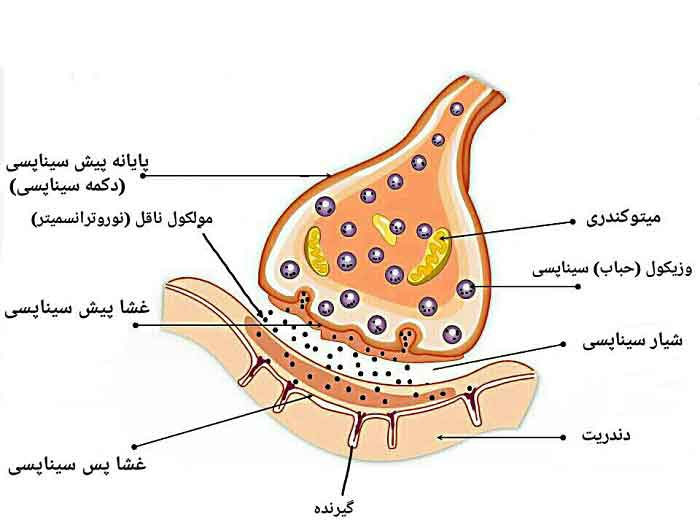 پایانه پیش سیناپسی
(دکمه سیناپسی)
مولکول ناقل (نوروترانسمیتر)
میتوکندری
وزیکول (حباب) سیناپسی
غشا پیش سیناپسی
شیار سیناپسی
دندریت
غشا پس سیناپسی
گیرنده